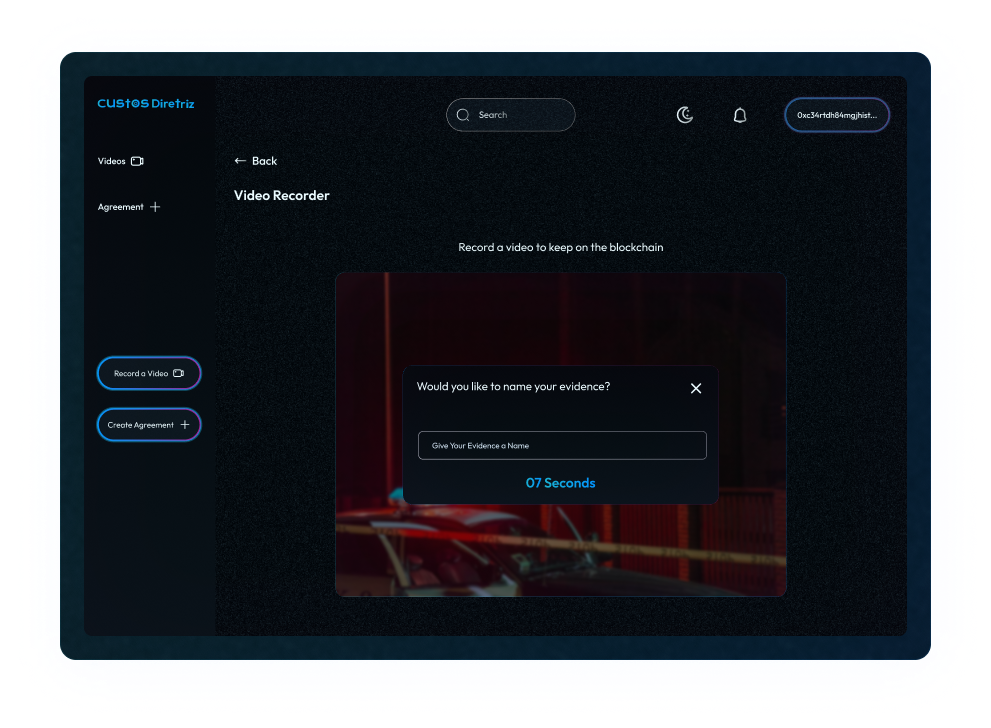 CUStOS Diretriz
Search
0xc34rtdh84mgjhist...
Videos
Back
Video Recorder
Agreement
Record a video to keep on the blockchain
Record a Video
Create Agreement
Would you like to name your evidence?
Give Your Evidence a Name
07 Seconds